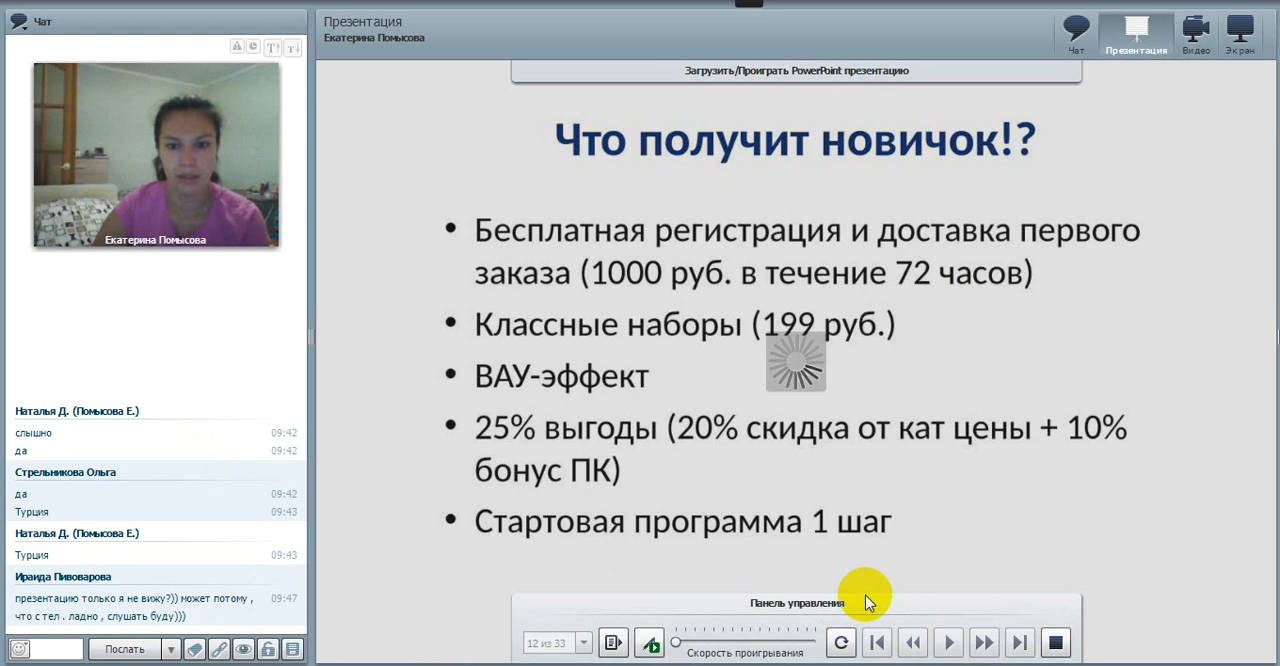 Чат
Екатерина Помысова
Наталья Д. (Помысова Е.)
слышно 09:42
да 09:42
Стрельникова Ольга
да 09:42
Турция 09:43
Наталья Д. (Помысова Е.)
Турция 09:43
Ираида Пивоварова
презентацию только я не вижу?)) может потому , 09:47
что с тел . ладно , слушать буду)))
Послать
Презентация
Екатерина Помысова
Чат
Презентация
Видео
Экран
Загрузить/Проиграть PowerPoint презентацию
Что получит новичок!?
• Бесплатная регистрация и доставка первого
заказа (1000 руб. в течение 72 часов)
• Классные наборы (199 руб.)
• ВАУ-эффект
• 25% выгоды (20% скидка от кат цены + 10%
бонус ПК)
• Стартовая программа 1 шаг
Панель управления
12 из 33
Скорость проигрывания